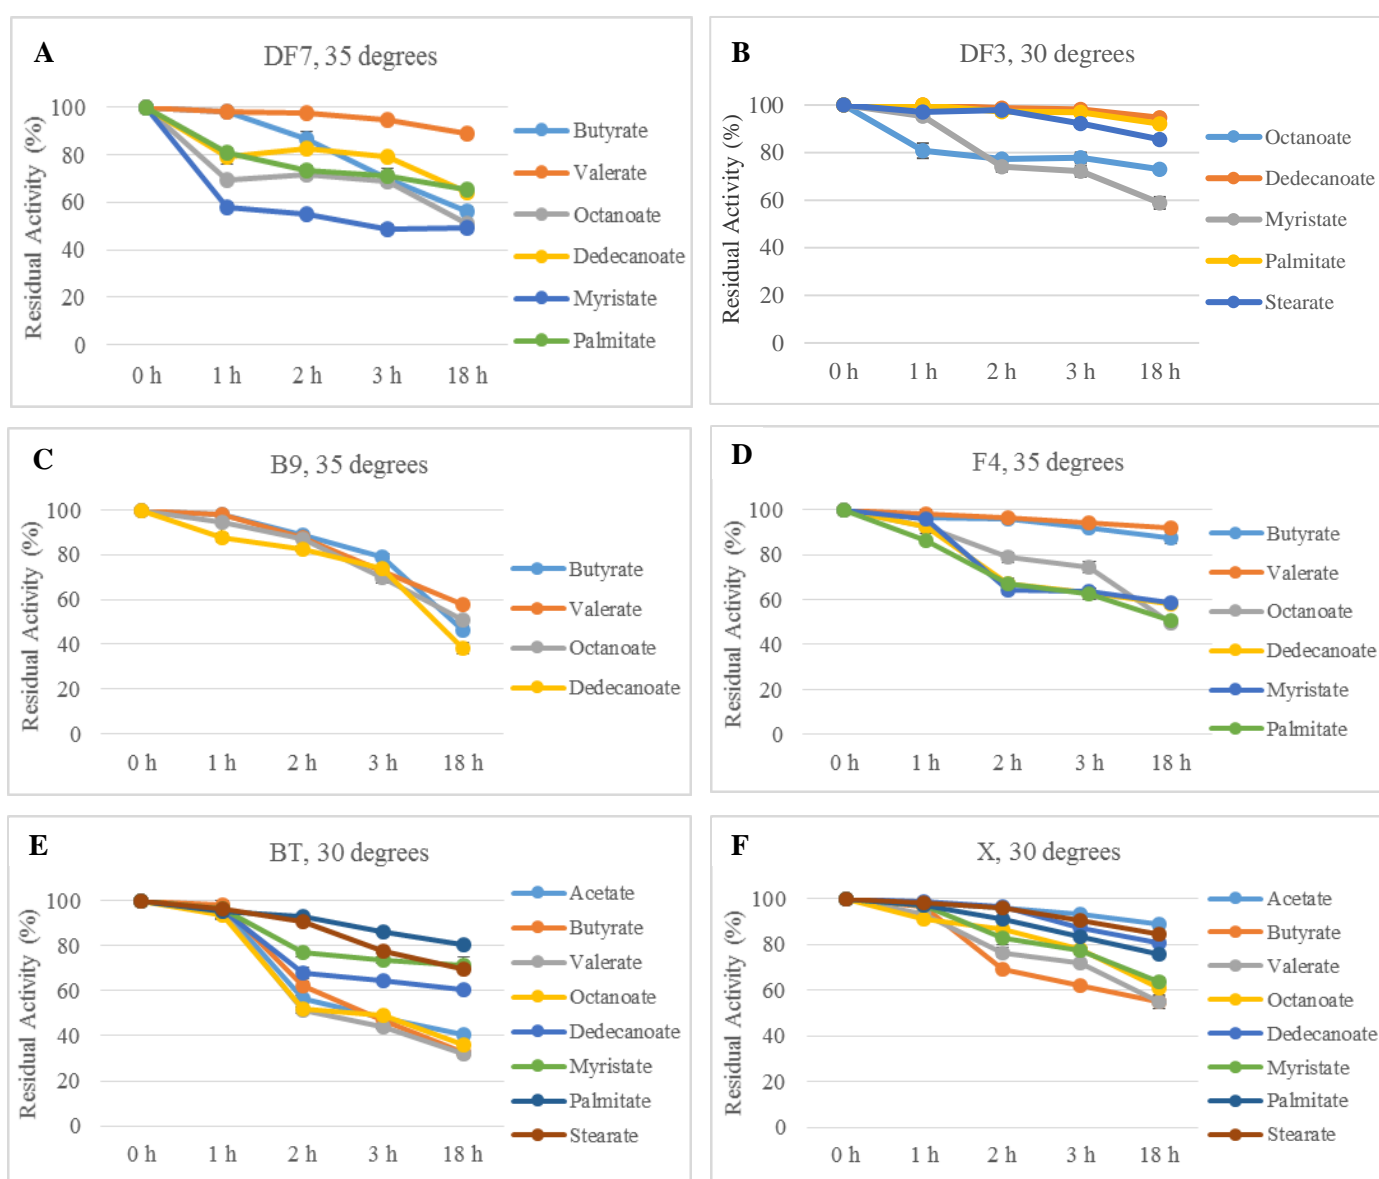 A
DF7, 35 degrees
Residual Activity (%)
100
80
60
40
20
0
0 h 1 h 2 h 3 h 18 h
Butyrate
Valerate
Octanoate
Dedecanoate
Myristate
Palmitate
B
DF3, 30 degrees
Residual Activity (%)
100
80
60
40
20
0
0 h 1 h 2 h 3 h 18 h
Octanoate
Dedecanoate
Myristate
Palmitate
Stearate
C
B9, 35 degrees
Residual Activity (%)
100
80
60
40
20
0
0 h 1 h 2 h 3 h 18 h
Butyrate
Valerate
Octanoate
Dedecanoate
D
F4, 35 degrees
Residual Activity (%)
100
80
60
40
20
0
0 h 1 h 2 h 3 h 18 h
Butyrate
Valerate
Octanoate
Dedecanoate
Myristate
Palmitate
E
BT, 30 degrees
Residual Activity (%)
100
80
60
40
20
0
0 h 1 h 2 h 3 h 18 h
Acetate
Butyrate
Valerate
Octanoate
Dedecanoate
Myristate
Palmitate
Stearate
F
X, 30 degrees
Residual Activity (%)
100
80
60
40
20
0
0 h 1 h 2 h 3 h 18 h
Acetate
Butyrate
Valerate
Octanoate
Dedecanoate
Myristate
Palmitate
Stearate